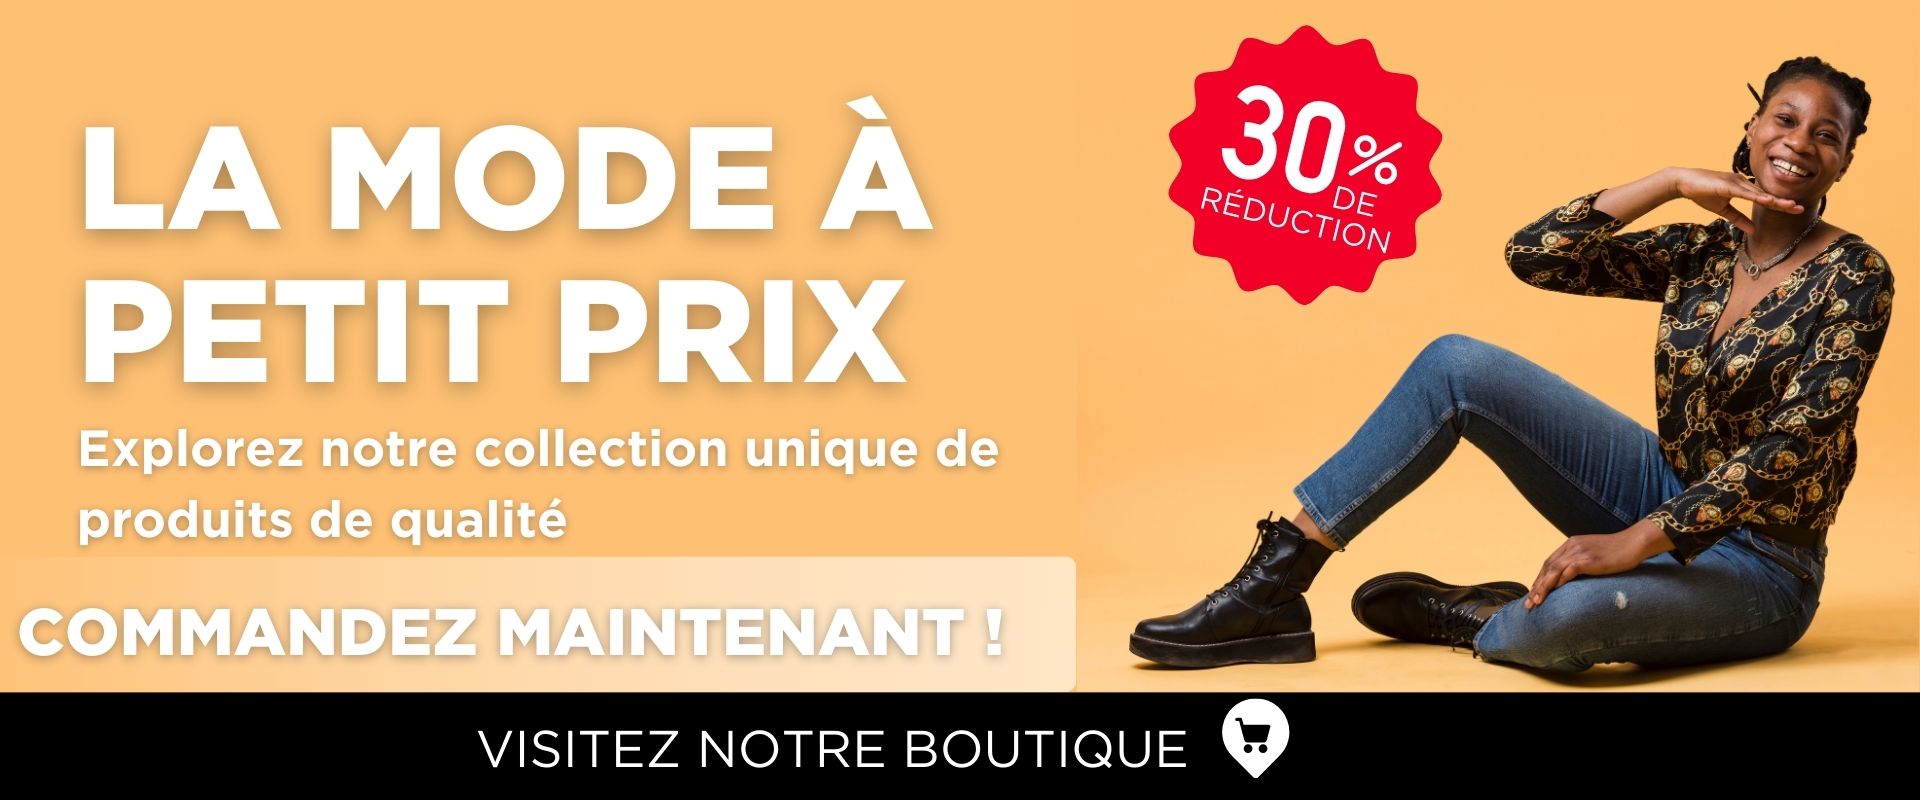 LA MODE À
PETIT PRIX
Explorez notre collection unique de
produits de qualité
COMMANDEZ MAINTENANT !
30%
DE
RÉDUCTION
VISITEZ NOTRE BOUTIQUE